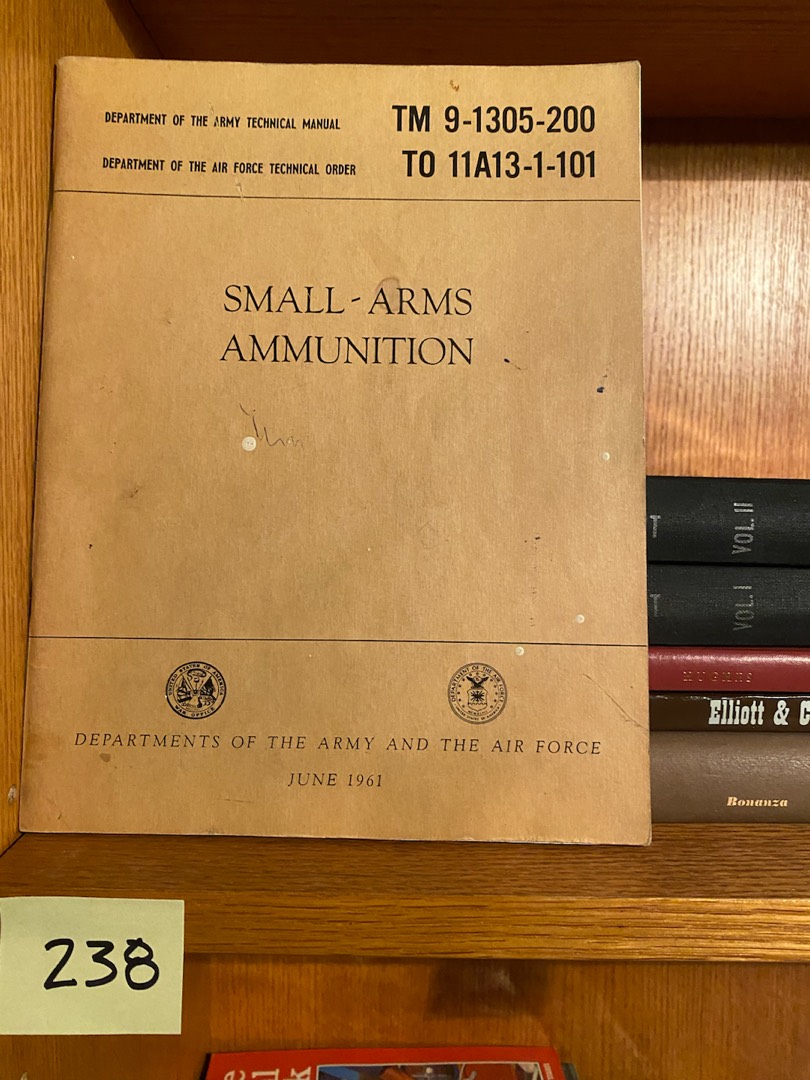 DEPARTMENT OF THE ARMY TECHNICAL MANUAL TM 9-1305-200
DEPARTMENT OF THE AIR FORCE TECHNICAL ORDER TO 11A13-1-101
SMALL-ARMS
AMMUNITION
DEPARTMENTS OF THE ARMY AND THE AIR FORCE
JUNE 1961
VOL. II
VOL. I
HUGHES
Elliott & C
Bonanza
238